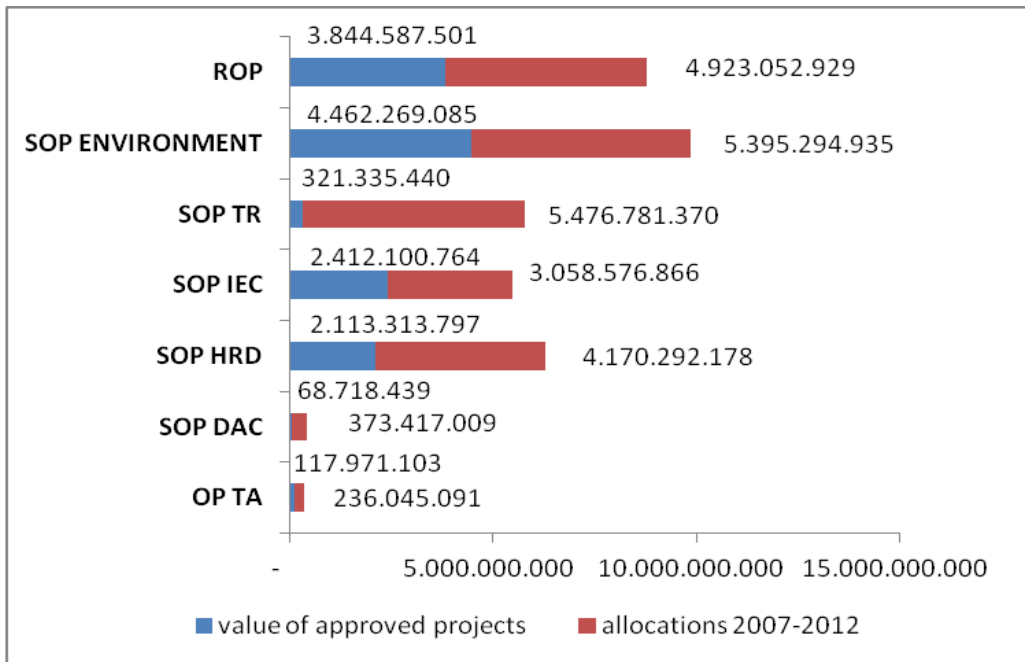 3.844.587.501
ROP
4.923.052.929
4.462.269.085
SOP ENVIRONMENT
5.395.294.935
321.335.440
SOP TR
5.476.781.370
2.412.100.764
SOP IEC
3.058.576.866
2.113.313.797
SOP HRD
4.170.292.178
68.718.439
SOP DAC
373.417.009
117.971.103
OP TA
236.045.091
- 5.000.000.000 10.000.000.000 15.000.000.000
value of approved projects allocations 2007-2012